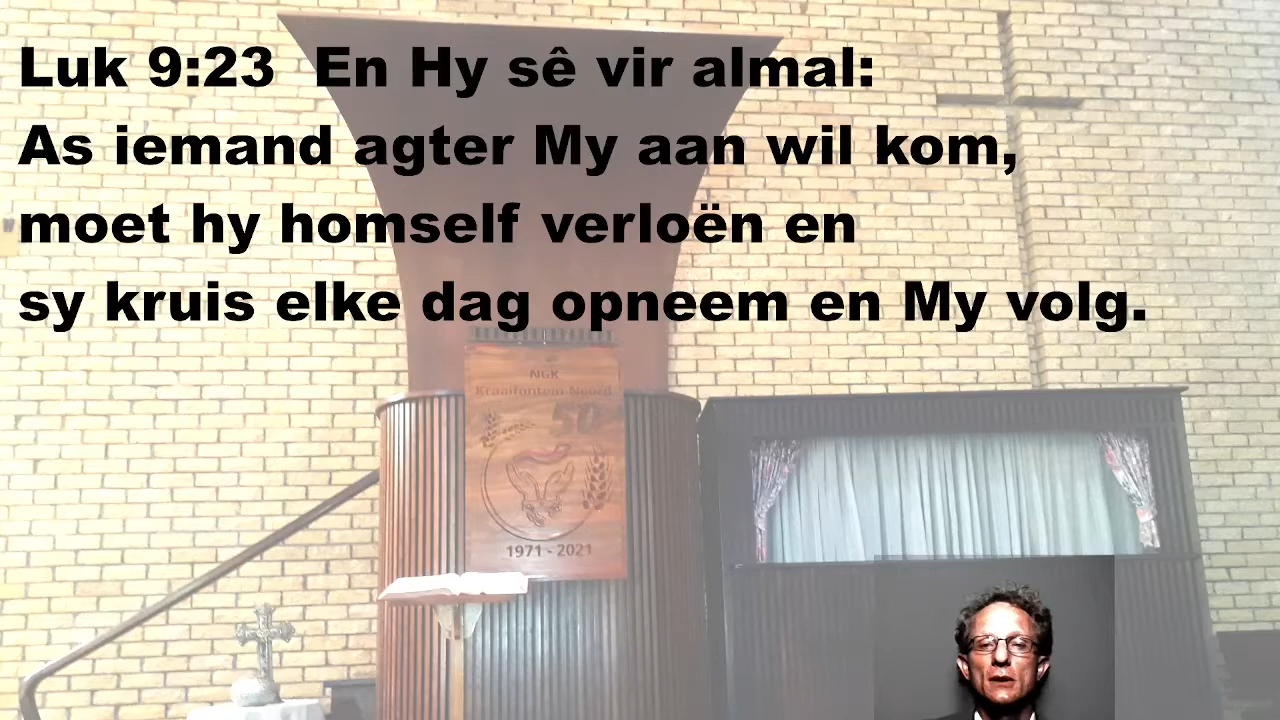 Luk 9:23  En Hy sê vir almal:
As iemand agter My aan wil kom,
moet hy homself verloën en
sy kruis elke dag opneem en My volg.
NGK
Kraaifontein-Noord
50
1971 - 2021